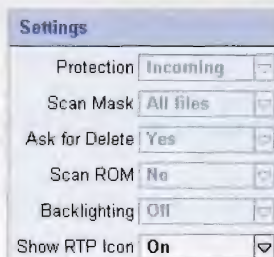 Settings
Protection Incoming
Scan Mask All files
Ask for Delete Yes
Scan ROM No
Backlighting Off
Show RTP Icon On